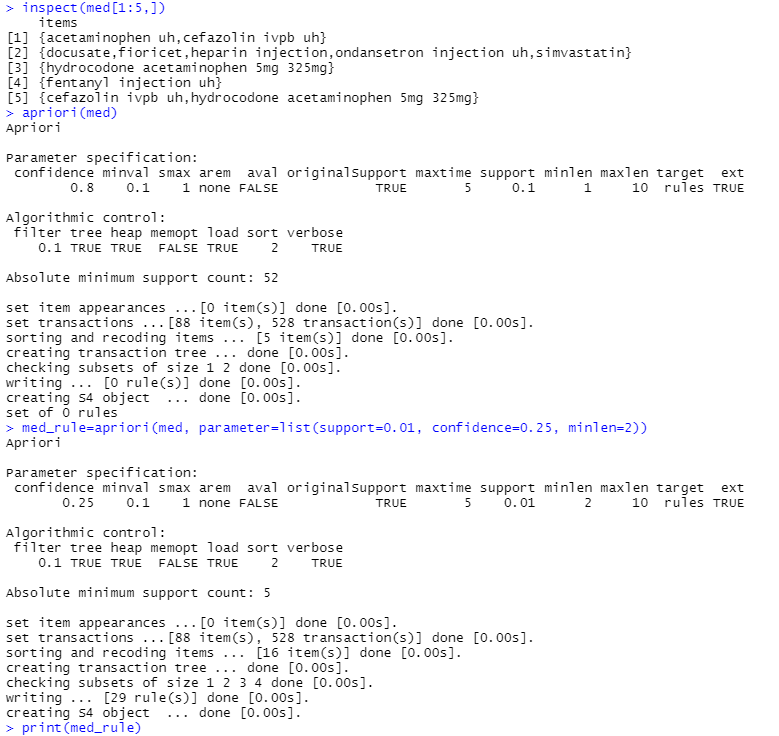 > inspect(med[1:5,])
    items
[1] {acetaminophen uh,cefazolin ivpb uh}
[2] {docusate,fioricet,heparin injection,ondansetron injection uh,simvastatin}
[3] {hydrocodone acetaminophen 5mg 325mg}
[4] {fentanyl injection uh}
[5] {cefazolin ivpb uh,hydrocodone acetaminophen 5mg 325mg}
> apriori(med)
Apriori

Parameter specification:
 confidence minval smax arem  aval originalSupport maxtime support minlen maxlen target  ext
        0.8    0.1    1 none FALSE            TRUE       5     0.1      1     10  rules TRUE

Algorithmic control:
 filter tree heap memopt load sort verbose
    0.1 TRUE TRUE  FALSE TRUE    2    TRUE

Absolute minimum support count: 52

set item appearances ...[0 item(s)] done [0.00s].
set transactions ...[88 item(s), 528 transaction(s)] done [0.00s].
sorting and recoding items ... [5 item(s)] done [0.00s].
creating transaction tree ... done [0.00s].
checking subsets of size 1 2 done [0.00s].
writing ... [0 rule(s)] done [0.00s].
creating S4 object  ... done [0.00s].
set of 0 rules
> med_rule=apriori(med, parameter=list(support=0.01, confidence=0.25, minlen=2))
Apriori

Parameter specification:
 confidence minval smax arem  aval originalSupport maxtime support minlen maxlen target  ext
       0.25    0.1    1 none FALSE            TRUE       5    0.01      2     10  rules TRUE

Algorithmic control:
 filter tree heap memopt load sort verbose
    0.1 TRUE TRUE  FALSE TRUE    2    TRUE

Absolute minimum support count: 5

set item appearances ...[0 item(s)] done [0.00s].
set transactions ...[88 item(s), 528 transaction(s)] done [0.00s].
sorting and recoding items ... [16 item(s)] done [0.00s].
creating transaction tree ... done [0.00s].
checking subsets of size 1 2 3 4 done [0.00s].
writing ... [29 rule(s)] done [0.00s].
creating S4 object  ... done [0.00s].
> print(med_rule)